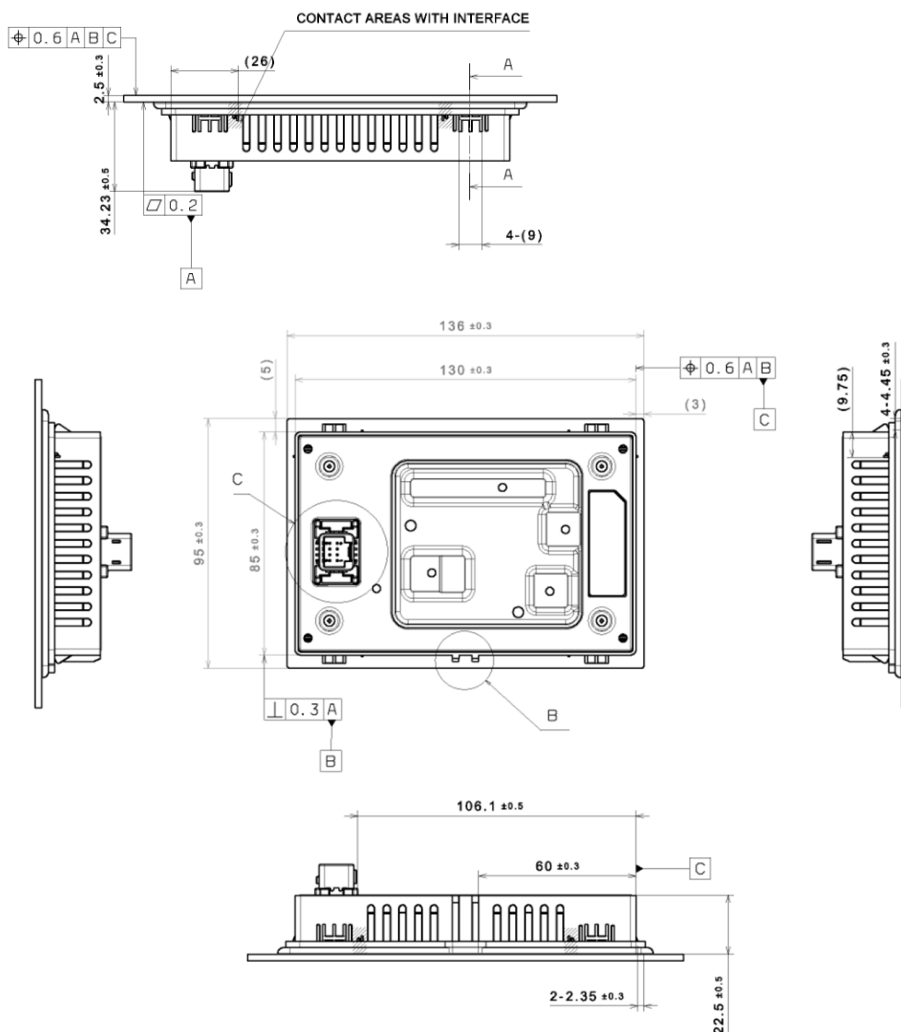 CONTACT AREAS WITH INTERFACE
⌖ 0.6 A B C
2.5 ±0.3
(26)
A
A
34.23 ±0.5
⏥ 0.2
A
4-(9)
136 ±0.3
130 ±0.3
(5)
⌖ 0.6 A B
C
(3)
(9.75)
4-4.45 ±0.3
C
95 ±0.3
85 ±0.3
⊥ 0.3 A
B
B
106.1 ±0.5
60 ±0.3
C
2-2.35 ±0.3
22.5 ±0.5